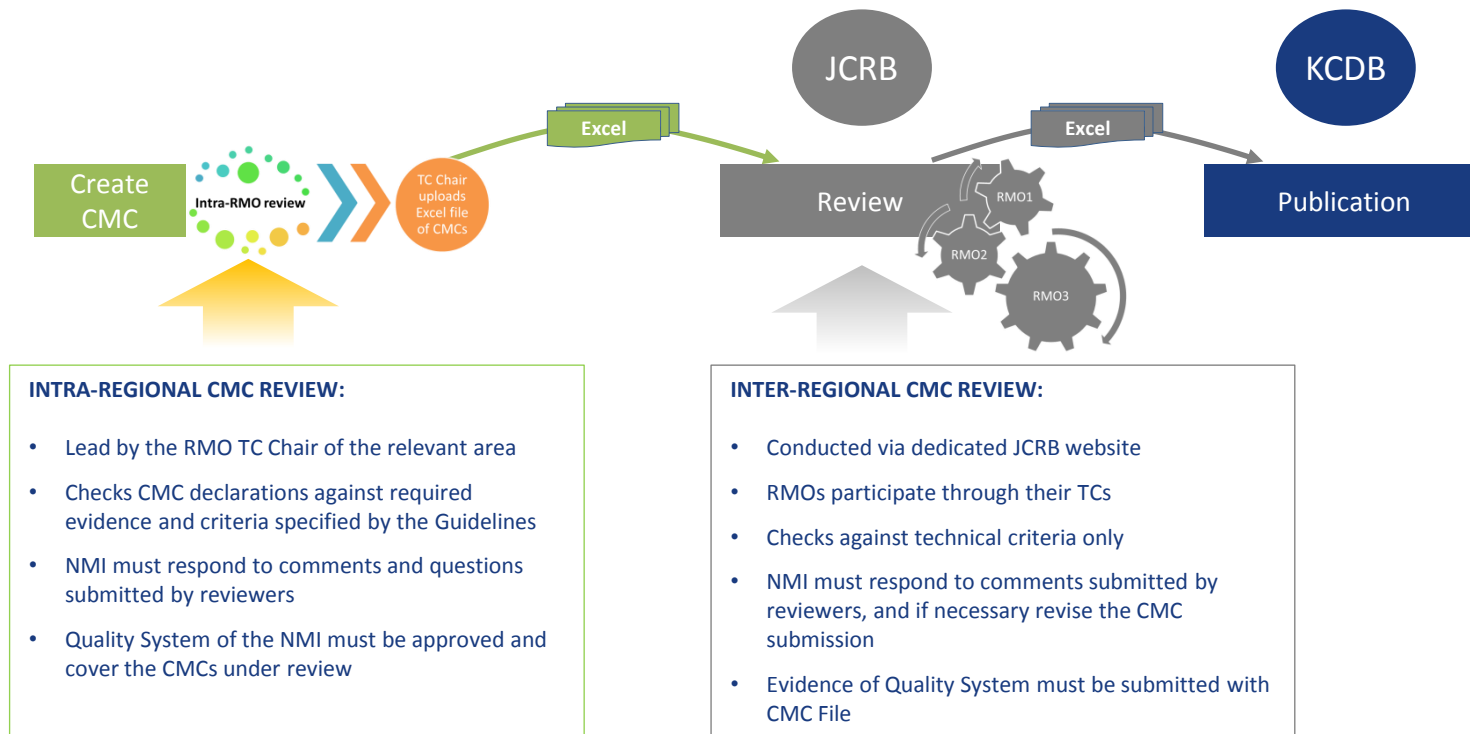 JCRB
KCDB
Excel
Excel
Create
CMC
Intra-RMO review
TC Chair
uploads
Excel file
of CMCs
Review
RMO1
RMO2
RMO3
Publication
INTRA-REGIONAL CMC REVIEW:
• Lead by the RMO TC Chair of the relevant area
• Checks CMC declarations against required
evidence and criteria specified by the Guidelines
• NMI must respond to comments and questions
submitted by reviewers
• Quality System of the NMI must be approved and
cover the CMCs under review
INTER-REGIONAL CMC REVIEW:
• Conducted via dedicated JCRB website
• RMOs participate through their TCs
• Checks against technical criteria only
• NMI must respond to comments submitted by
reviewers, and if necessary revise the CMC
submission
• Evidence of Quality System must be submitted with
CMC File